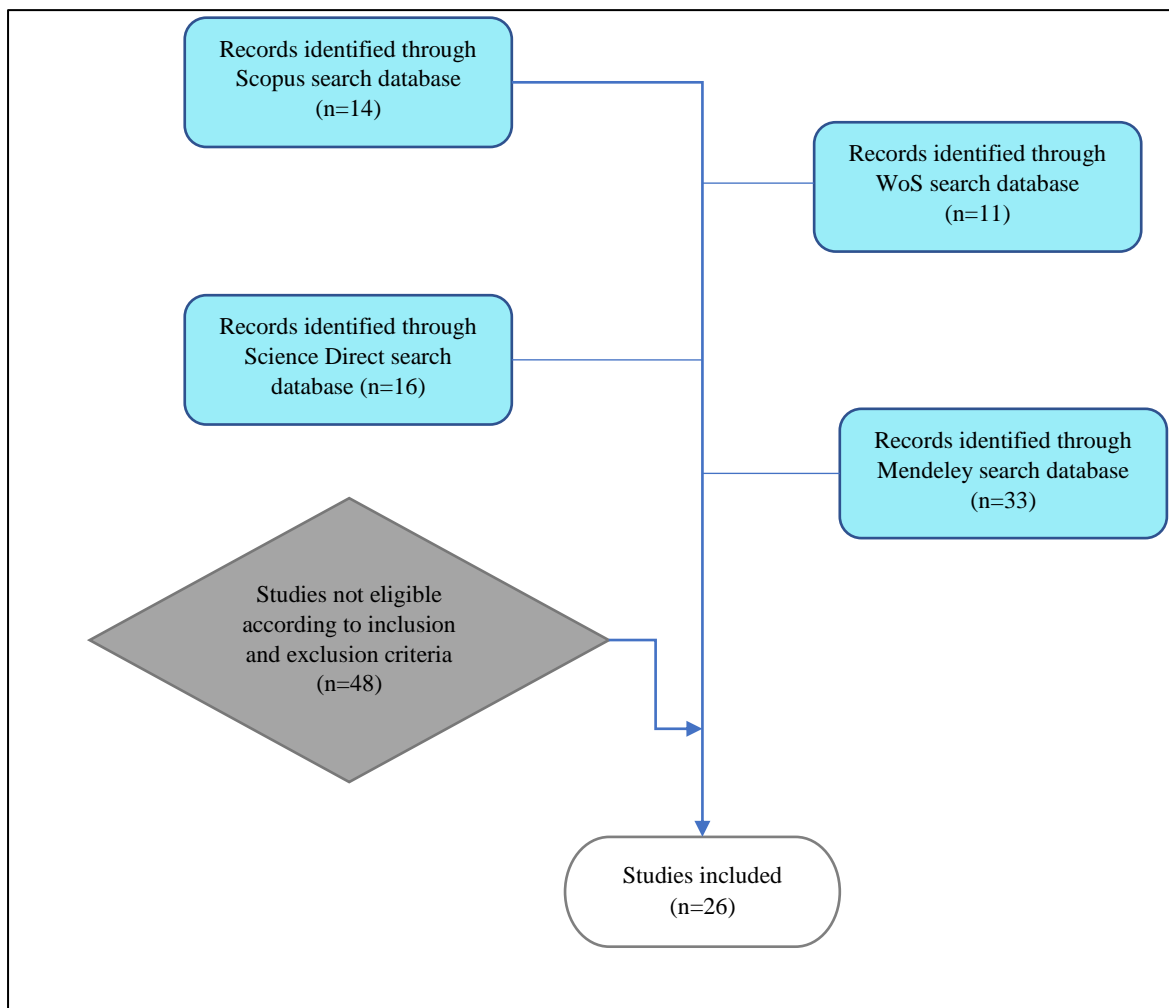 Records identified through
Scopus search database
(n=14)
Records identified through
WoS search database
(n=11)
Records identified through
Science Direct search
database (n=16)
Records identified through
Mendeley search database
(n=33)
Studies not eligible
according to inclusion
and exclusion criteria
(n=48)
Studies included
(n=26)